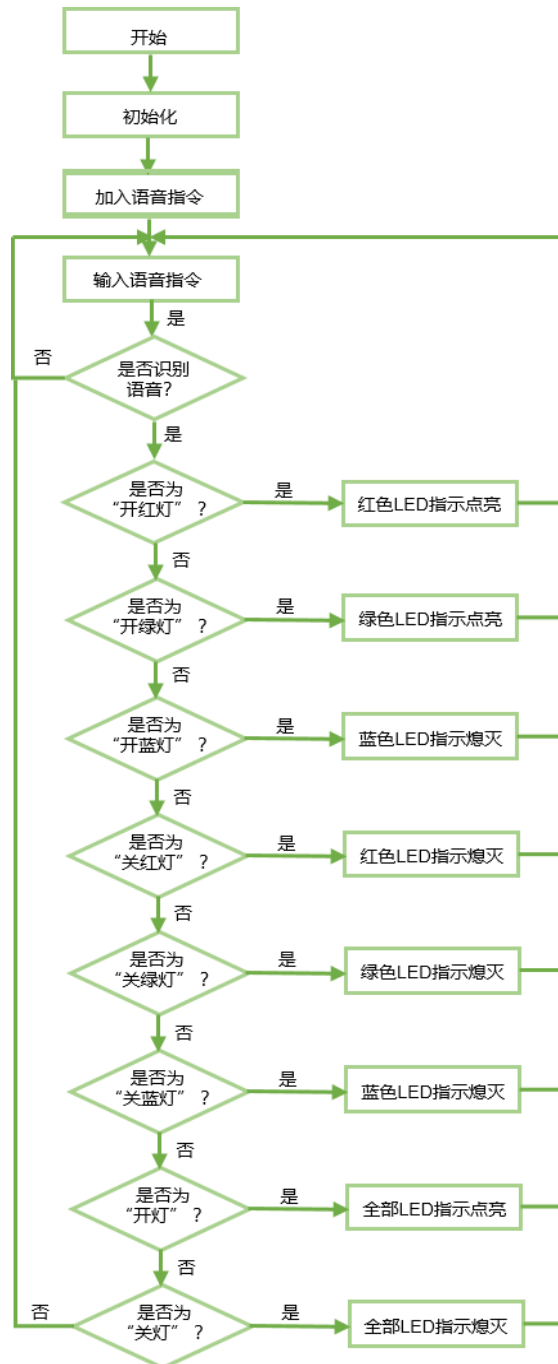 开始
初始化
加入语音指令
输入语音指令
是
否
是否识别
语音?
是
是否为
“开红灯” ？
是
红色LED指示点亮
否
是否为
“开绿灯” ？
是
绿色LED指示点亮
否
是否为
“开蓝灯” ？
是
蓝色LED指示熄灭
否
是否为
“关红灯” ？
是
红色LED指示熄灭
否
是否为
“关绿灯” ？
是
绿色LED指示熄灭
否
是否为
“关蓝灯” ？
是
蓝色LED指示熄灭
否
是否为
“开灯” ？
是
全部LED指示点亮
否
否
是否为
“关灯” ？
是
全部LED指示熄灭